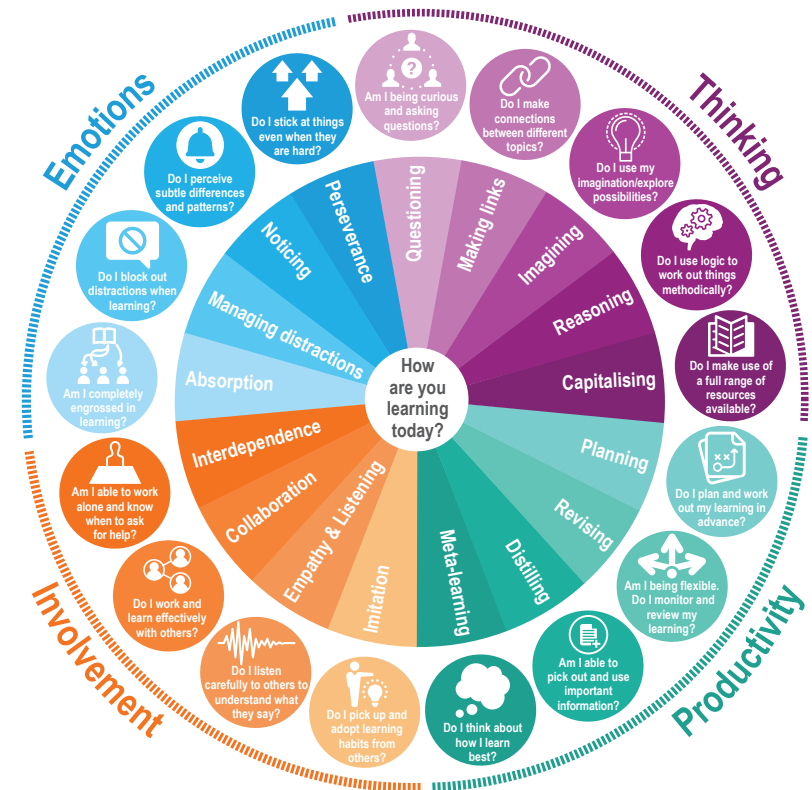 Emotions
Thinking
Productivity
Involvement
Am I being curious
and asking
questions?
?
Do I make
connections
between different
topics?
Do I use my
imagination/explore
possibilities?
Do I use logic to
work out things
methodically?
Do I make use of
a full range of
resources
available?
Do I plan and work
out my learning in
advance?
Am I being flexible.
Do I monitor and
review my
learning?
Am I able to
pick out and use
important
information?
Do I think about
how I learn
best?
Do I pick up and
adopt learning
habits from
others?
Do I listen
carefully to others to
understand what
they say?
Do I work and
learn effectively
with others?
Am I able to work
alone and know
when to ask
for help?
Am I completely
engrossed in
learning?
Do I block out
distractions when
learning?
Do I perceive
subtle differences
and patterns?
Do I stick at things
even when they
are hard?
Questioning
Making links
Imagining
Reasoning
Capitalising
Planning
Revising
Distilling
Meta-learning
Imitation
Empathy & Listening
Collaboration
Interdependence
Absorption
Managing distractions
Noticing
Perseverance
How
are you
learning
today?